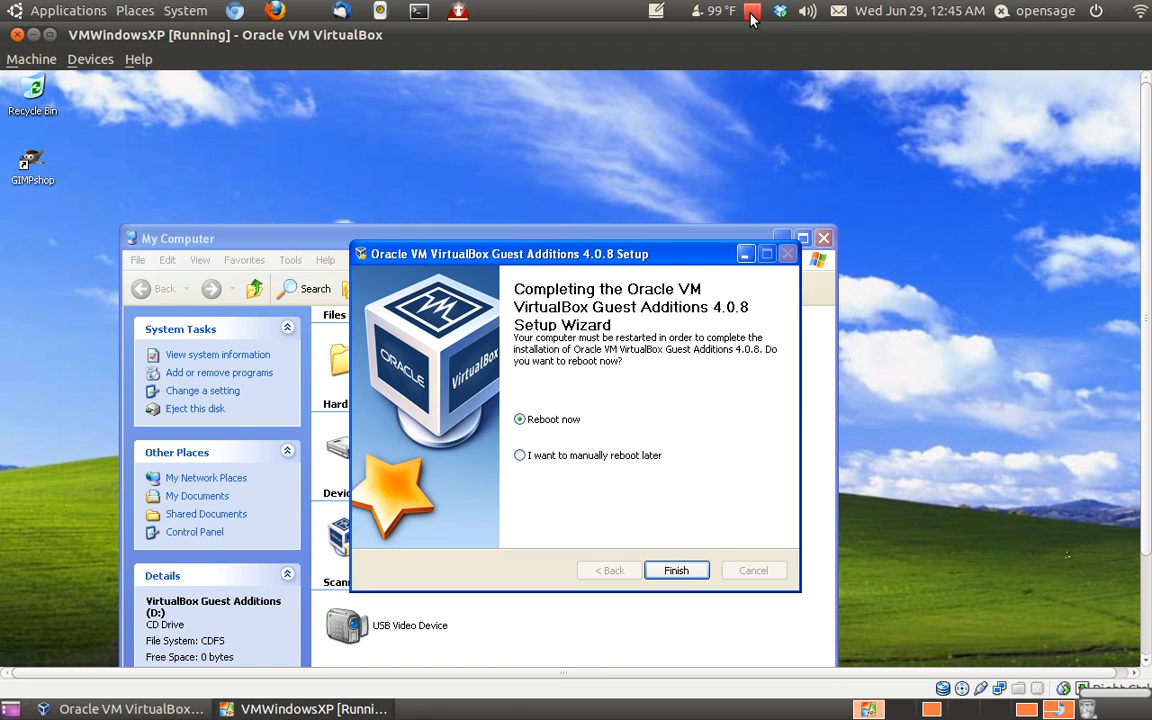 Applications Places System 99 °F Wed Jun 29, 12:45 AM opensage
VMWindowsXP [Running] - Oracle VM VirtualBox
Machine Devices Help
Recycle Bin
GIMPshop
My Computer
File Edit View Favorites Tools Help
Back Search
System Tasks
View system information
Add or remove programs
Change a setting
Eject this disk
Other Places
My Network Places
My Documents
Shared Documents
Control Panel
Details
VirtualBox Guest Additions
(D:)
CD Drive
File System: CDFS
Free Space: 0 bytes
Files
Hard
USB Video Device
Oracle VM VirtualBox Guest Additions 4.0.8 Setup
ORACLE VirtualBox
Completing the Oracle VM
VirtualBox Guest Additions 4.0.8
Setup Wizard
Your computer must be restarted in order to complete the
installation of Oracle VM VirtualBox Guest Additions 4.0.8. Do
you want to reboot now?
Reboot now
I want to manually reboot later
< Back Finish Cancel
Oracle VM VirtualBox... VMWindowsXP [Runni...